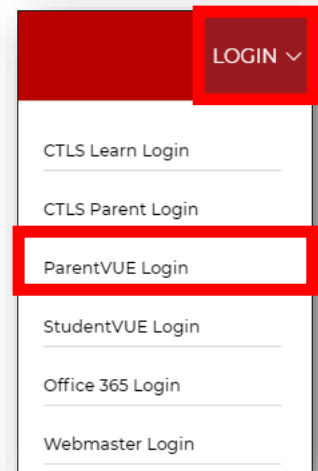 LOGIN
CTLS Learn Login
CTLS Parent Login
ParentVUE Login
StudentVUE Login
Office 365 Login
Webmaster Login